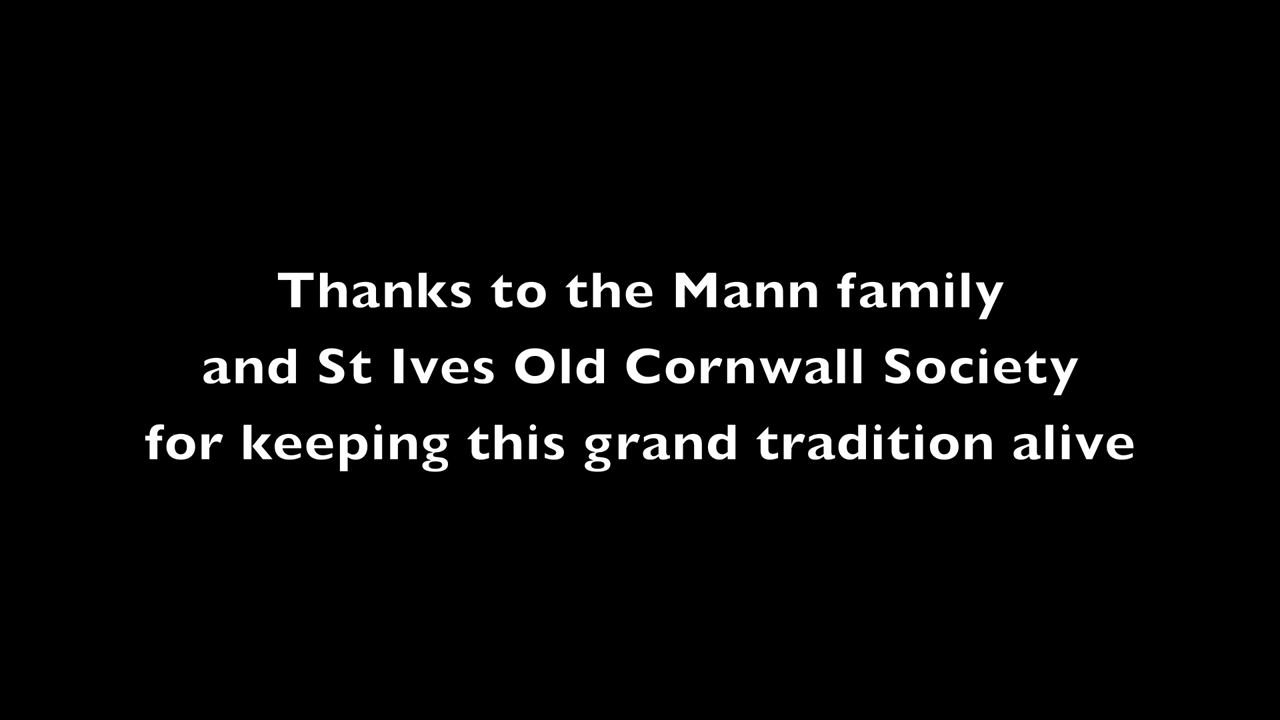 Thanks to the Mann family
and St Ives Old Cornwall Society
for keeping this grand tradition alive